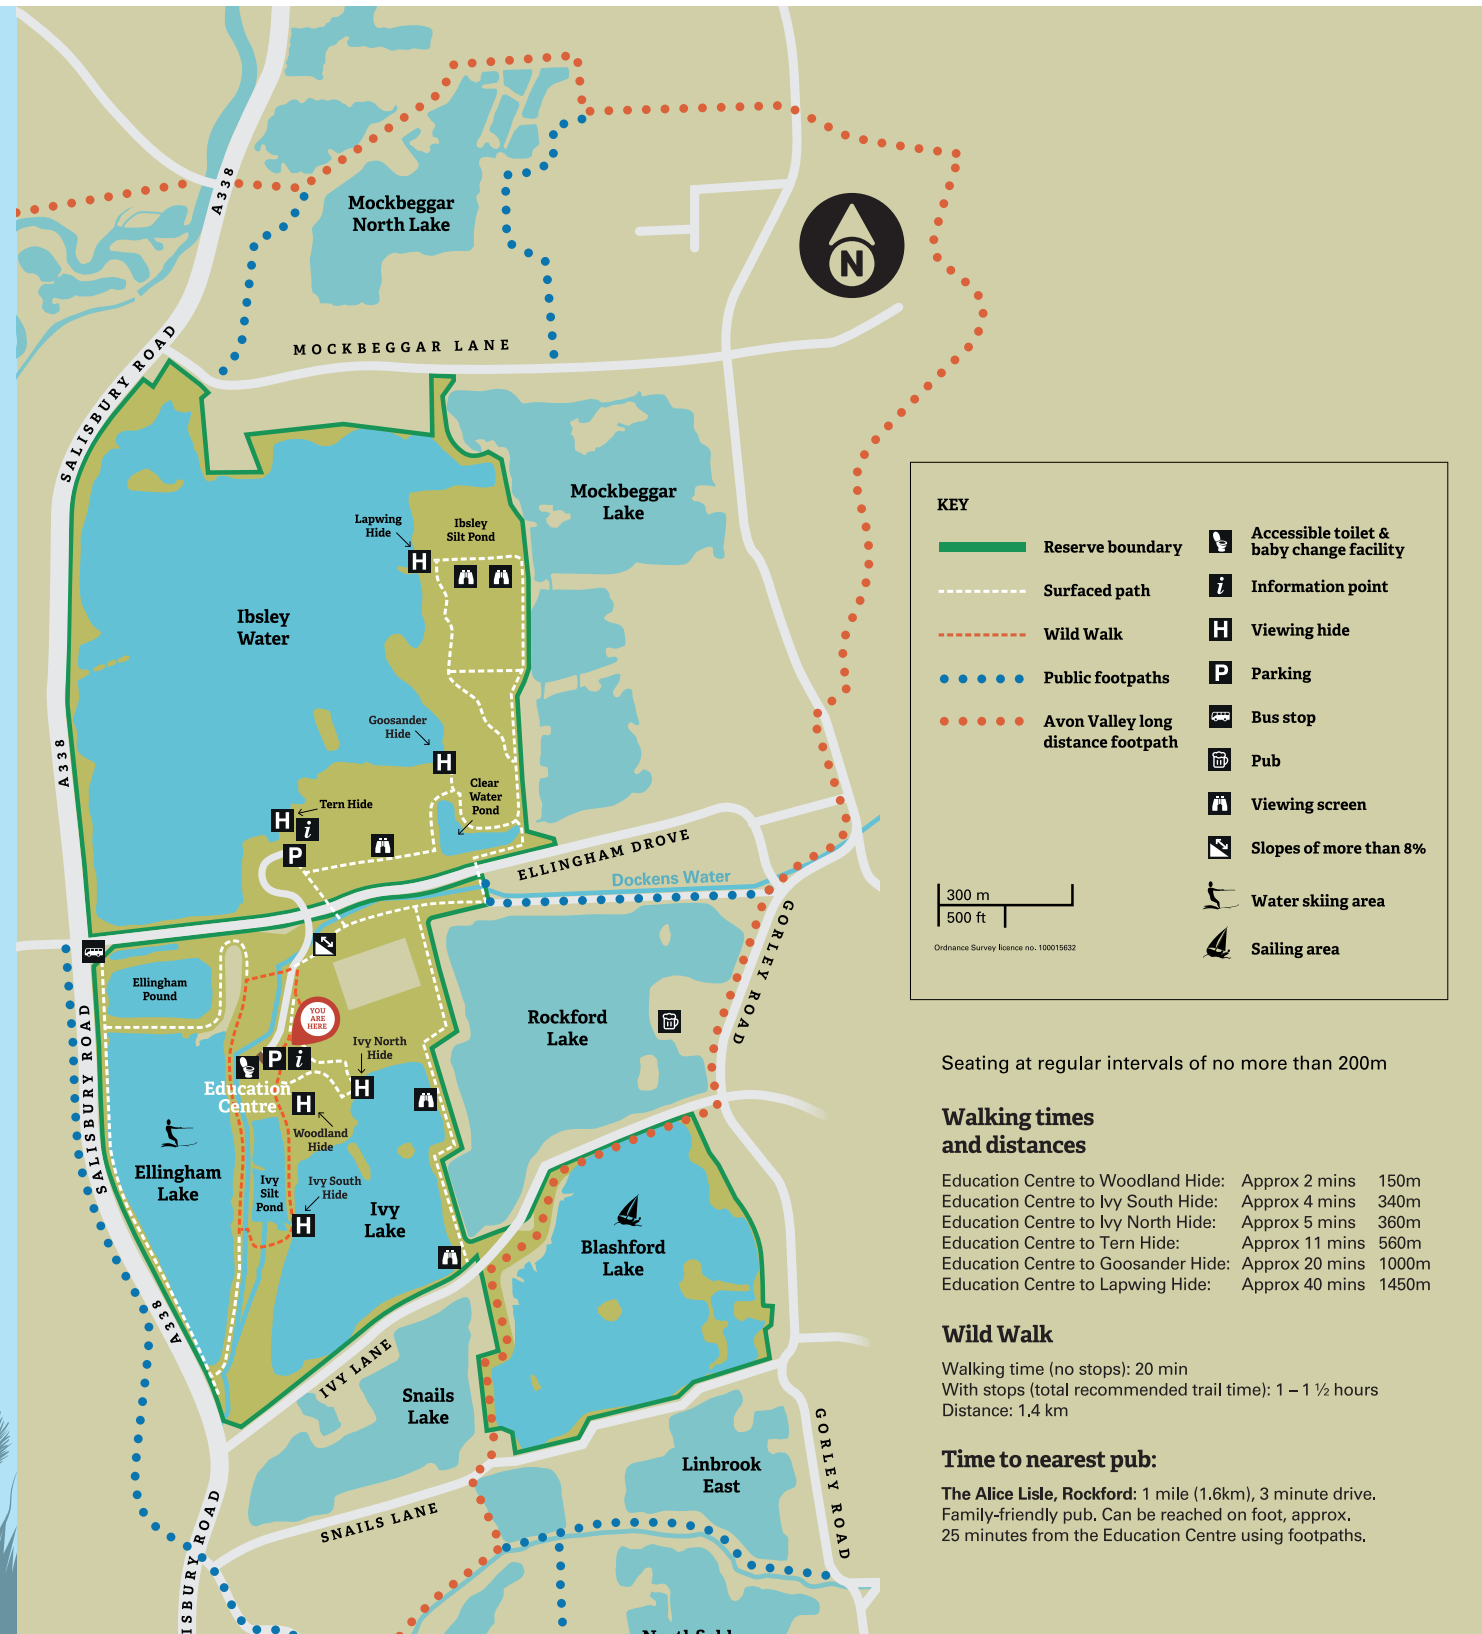 A338
Mockbeggar
North Lake
N
MOCKBEGGAR LANE
SALISBURY ROAD
Mockbeggar
Lake
Lapwing
Hide
Ibsley
Silt Pond
H
Ibsley
Water
Goosander
Hide
H
A338
Clear
Water
Pond
Tern Hide
H
i
P
ELLINGHAM DROVE
Dockens Water
GORLEY ROAD
Ellingham
Pound
YOU
ARE
HERE
Rockford
Lake
Ivy North
Hide
P
i
H
Education
Centre
H
Woodland
Hide
SALISBURY ROAD
Ellingham
Lake
Ivy
Silt
Pond
Ivy South
Hide
H
Ivy
Lake
Blashford
Lake
A338
IVY LANE
Snails
Lake
GORLEY ROAD
Linbrook
East
SNAILS LANE
ISBURY ROAD
KEY
Reserve boundary
Surfaced path
Wild Walk
Public footpaths
Avon Valley long
distance footpath
Accessible toilet &
baby change facility
i Information point
H Viewing hide
P Parking
Bus stop
Pub
Viewing screen
Slopes of more than 8%
Water skiing area
Sailing area
300 m
500 ft
Ordnance Survey licence no. 100015632
Seating at regular intervals of no more than 200m
Walking times
and distances
Education Centre to Woodland Hide: Approx 2 mins 150m
Education Centre to Ivy South Hide: Approx 4 mins 340m
Education Centre to Ivy North Hide: Approx 5 mins 360m
Education Centre to Tern Hide: Approx 11 mins 560m
Education Centre to Goosander Hide: Approx 20 mins 1000m
Education Centre to Lapwing Hide: Approx 40 mins 1450m
Wild Walk
Walking time (no stops): 20 min
With stops (total recommended trail time): 1 – 1 ½ hours
Distance: 1.4 km
Time to nearest pub:
The Alice Lisle, Rockford: 1 mile (1.6km), 3 minute drive.
Family-friendly pub. Can be reached on foot, approx.
25 minutes from the Education Centre using footpaths.